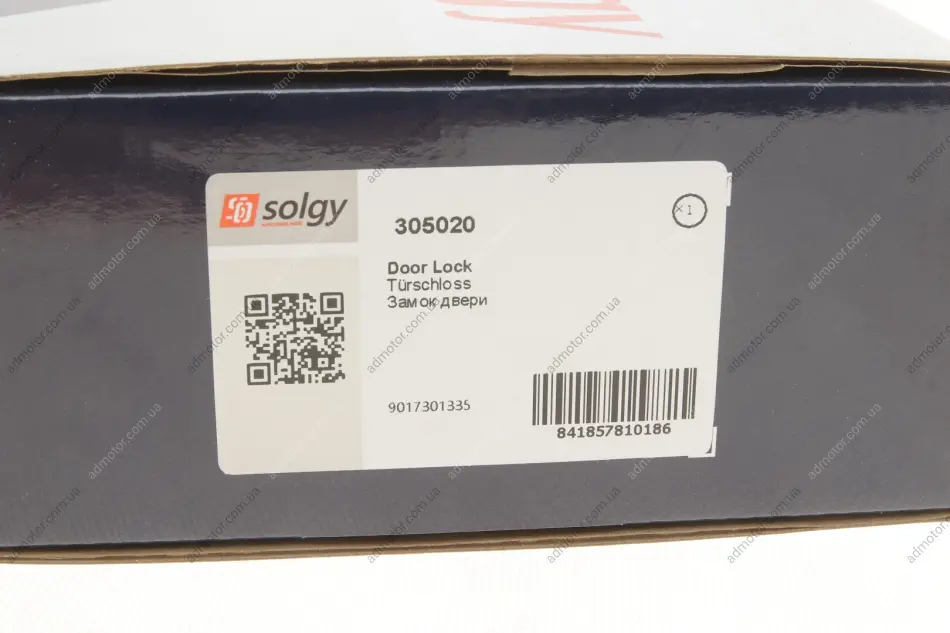 solgy
305020
×1
Door Lock
Türschloss
Замок двери
9017301335
841857810186
admotor.com.ua